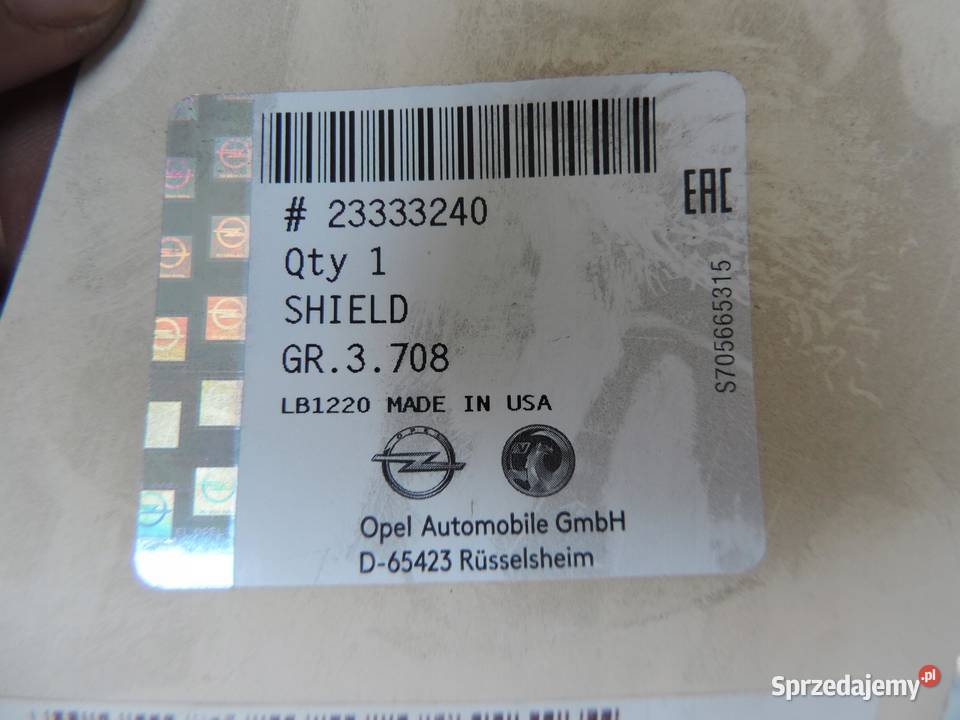 # 23333240
Qty 1
SHIELD
GR.3.708
LB1220 MADE IN USA
EAC
S705665315
OPEL
Opel Automobile GmbH
D-65423 Rüsselsheim
Sprzedajemy.pl